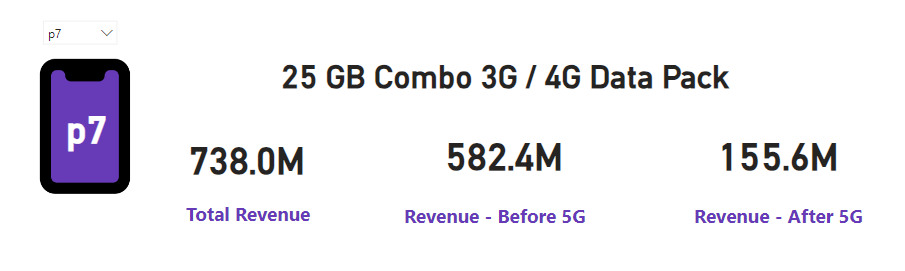 p7
p7
25 GB Combo 3G / 4G Data Pack
738.0M
582.4M
155.6M
Total Revenue
Revenue - Before 5G
Revenue - After 5G